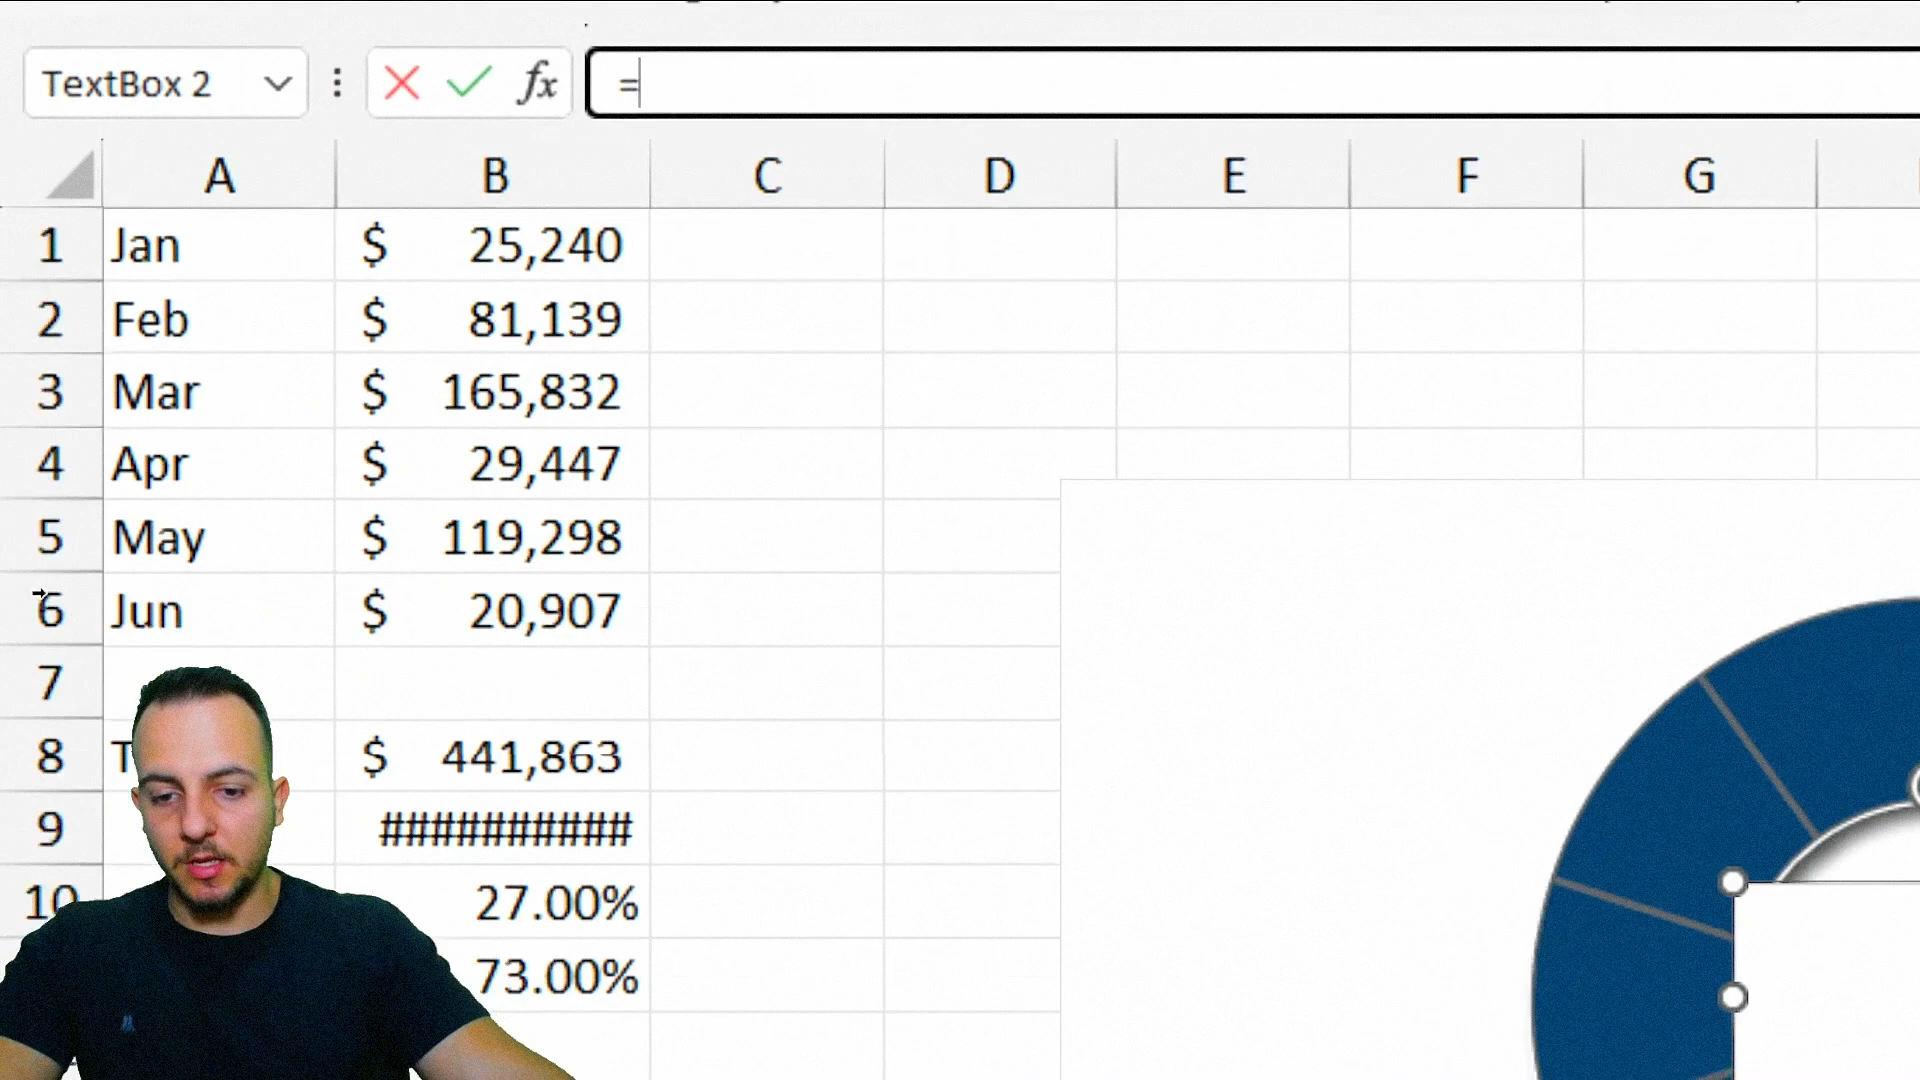 TextBox 2 fx =
A B C D E F G
1 Jan $ 25,240
2 Feb $ 81,139
3 Mar $ 165,832
4 Apr $ 29,447
5 May $ 119,298
6 Jun $ 20,907
7
8 T $ 441,863
9 ##########
10 27.00%
73.00%